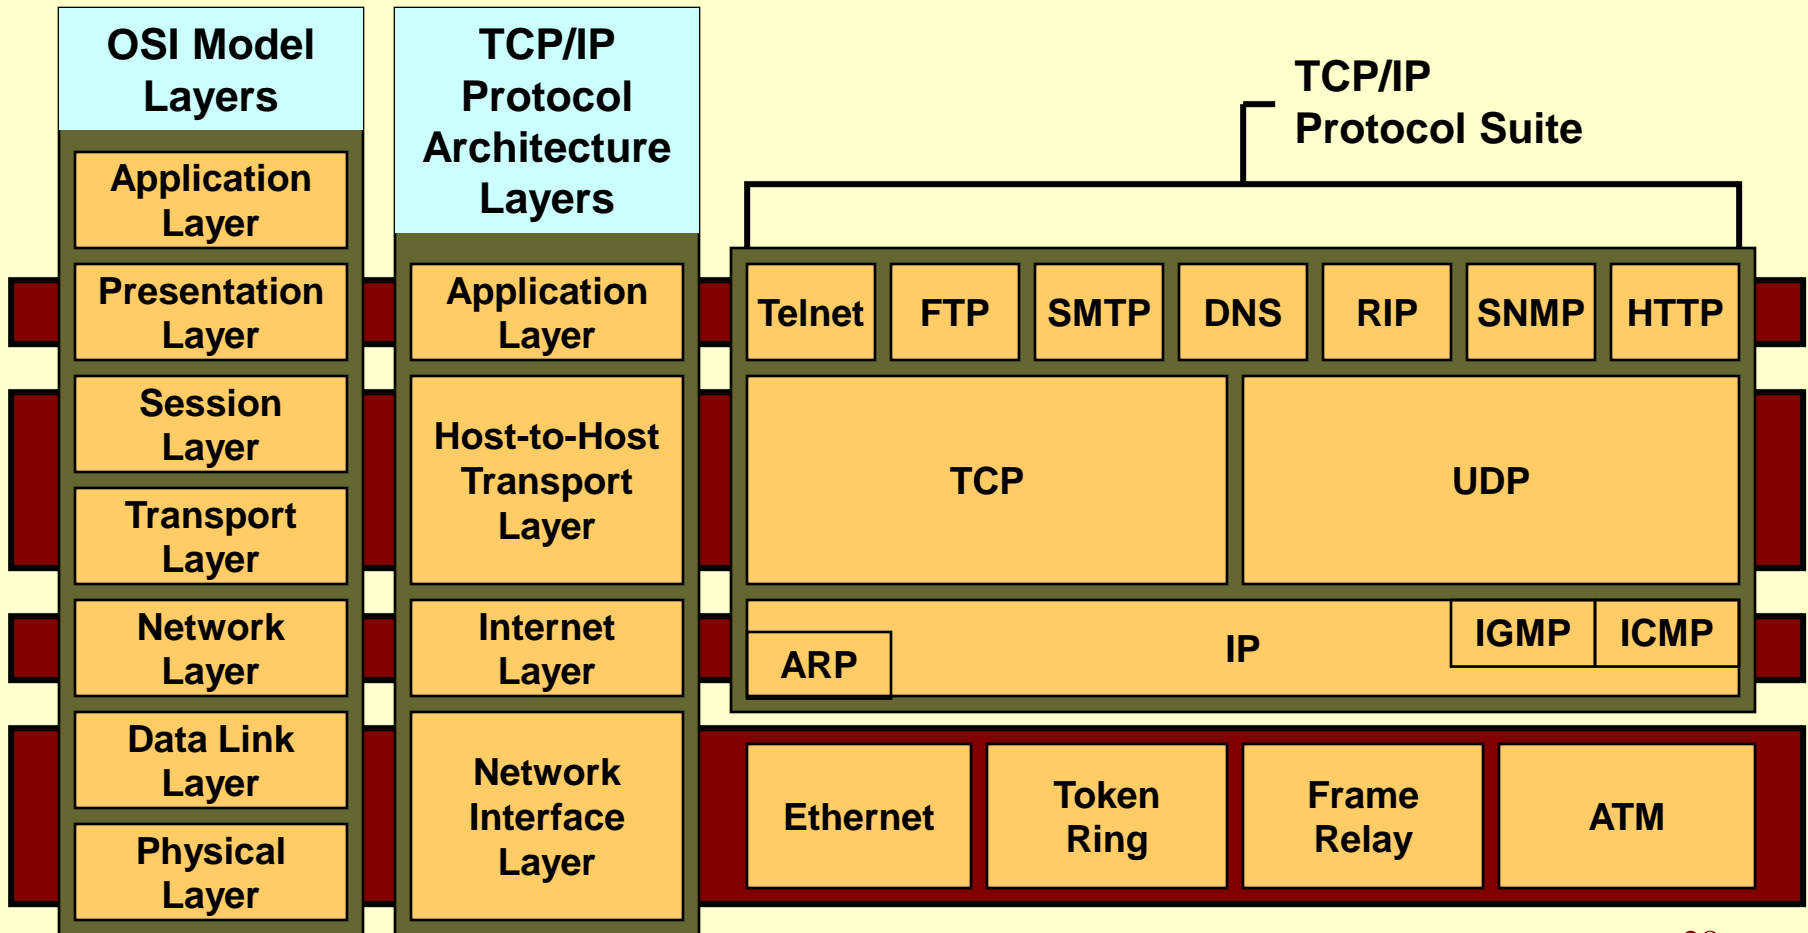 OSI Model
Layers
Application
Layer
Presentation
Layer
Session
Layer
Transport
Layer
Network
Layer
Data Link
Layer
Physical
Layer
TCP/IP
Protocol
Architecture
Layers
Application
Layer
Host-to-Host
Transport
Layer
Internet
Layer
Network
Interface
Layer
TCP/IP
Protocol Suite
Telnet
FTP
SMTP
DNS
RIP
SNMP
HTTP
TCP
UDP
ARP
IP
IGMP
ICMP
Ethernet
Token
Ring
Frame
Relay
ATM